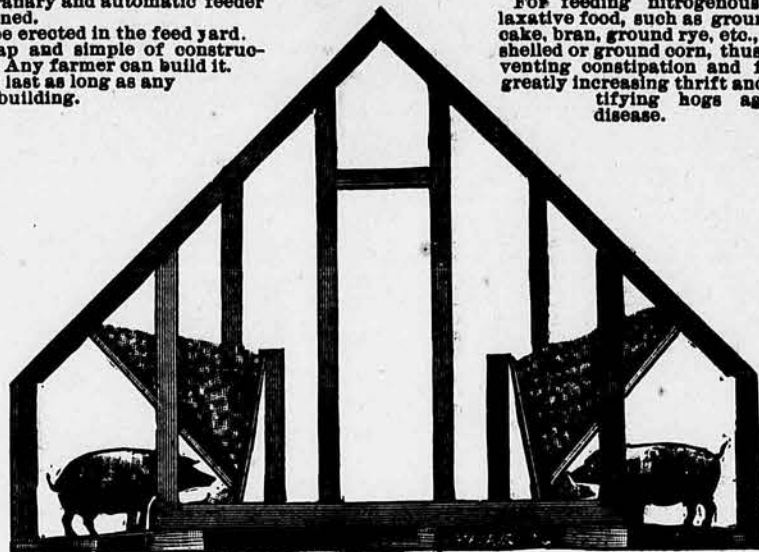 ranary and automatic feeder
ned.
be erected in the feed yard.
ap and simple of construc-
Any farmer can build it.
last as long as any
building.
For feeding nitrogenous
laxative food, such as groun
cake, bran, ground rye, etc.,
shelled or ground corn, thus
venting constipation and f
greatly increasing thrift and
tifying hogs ag
disease.